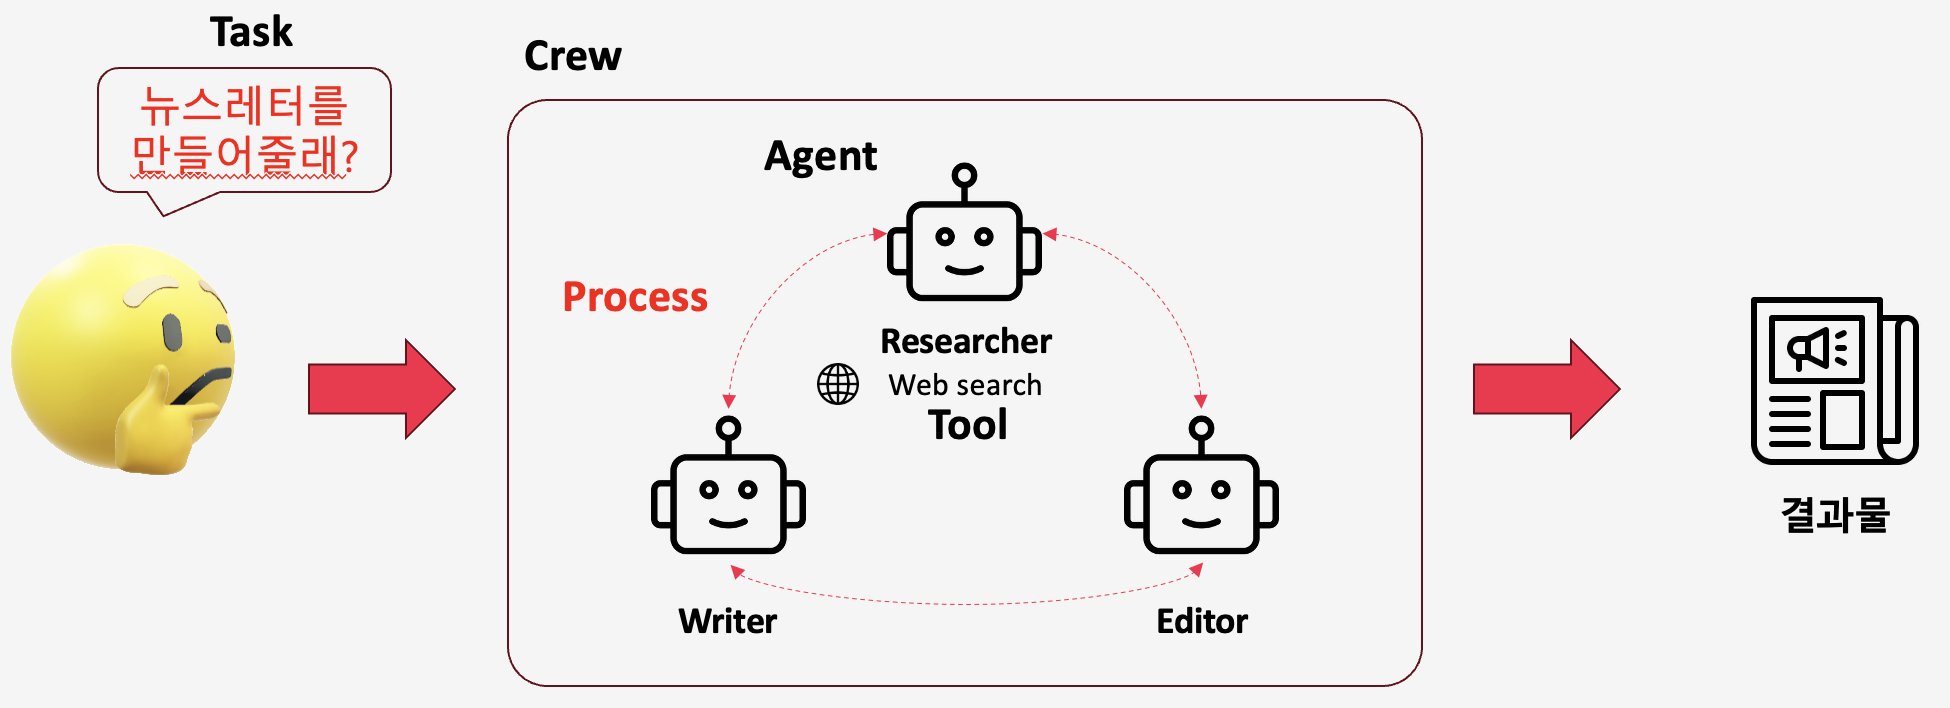 Task
뉴스레터를
만들어줄래?
Crew
Agent
Process
Researcher
Web search
Tool
Writer
Editor
결과물